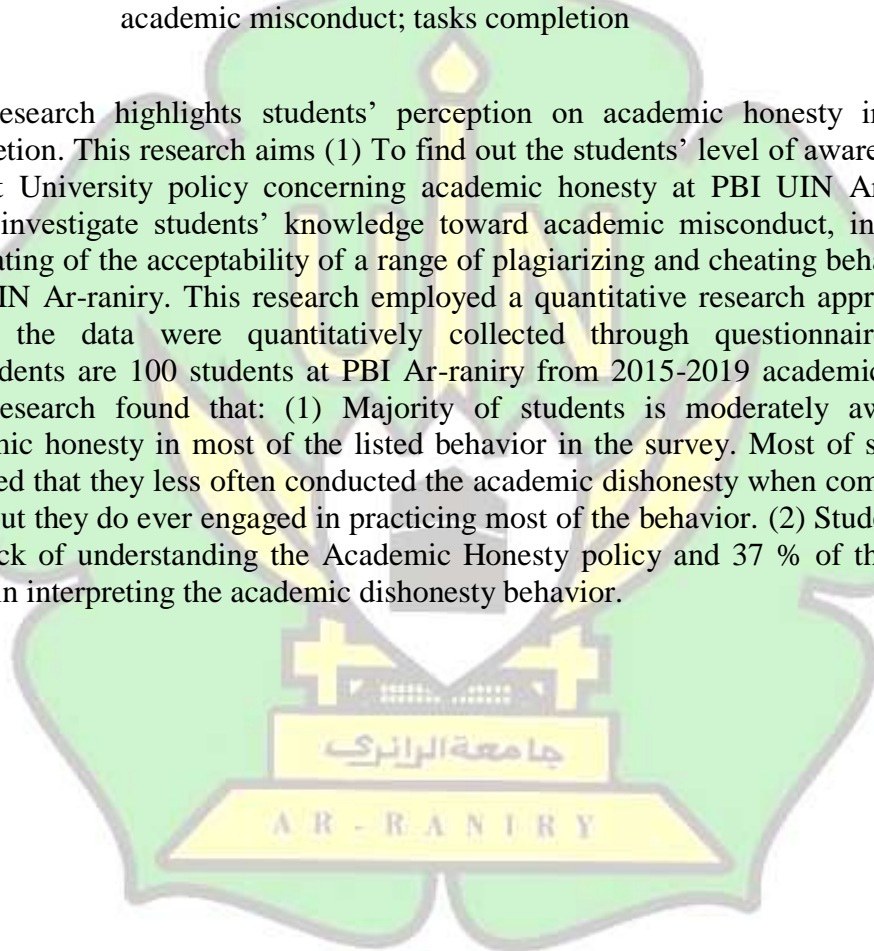 academic misconduct; tasks completion
esearch highlights students’ perception on academic honesty in
etion. This research aims (1) To find out the students’ level of aware
t University policy concerning academic honesty at PBI UIN Ar
investigate students’ knowledge toward academic misconduct, in
ating of the acceptability of a range of plagiarizing and cheating beha
IN Ar-raniry. This research employed a quantitative research appr
the data were quantitatively collected through questionnair
dents are 100 students at PBI Ar-raniry from 2015-2019 academic
esearch found that: (1) Majority of students is moderately aw
nic honesty in most of the listed behavior in the survey. Most of s
ed that they less often conducted the academic dishonesty when com
ut they do ever engaged in practicing most of the behavior. (2) Stude
ck of understanding the Academic Honesty policy and 37 % of th
in interpreting the academic dishonesty behavior.
UIN
جامعة الرانري
AR-RANIRY